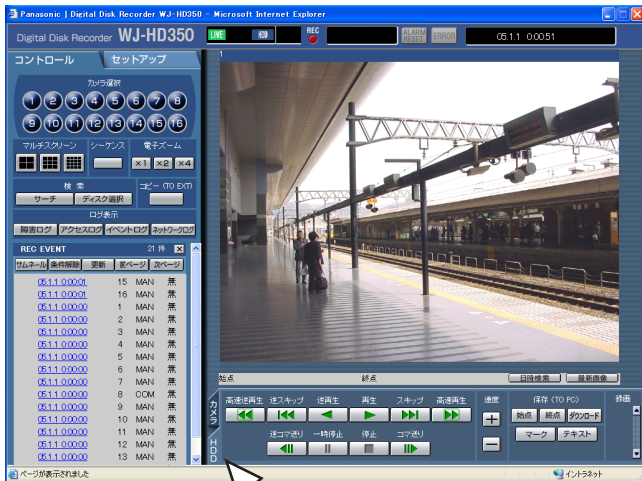 Panasonic | Digital Disk Recorder WJ-HD350 - Microsoft Internet Explorer
Digital Disk Recorder WJ-HD350
LIVE HDD REC ALARM RESET ERROR 05.1.1 0:00:51
コントロール セットアップ
1
カメラ選択
1 2 3 4 5 6 7 8
9 10 11 12 13 14 15 16
マルチスクリーン シーケンス 電子ズーム
×1 ×2 ×4
検 索 コピー (TO EXT)
サーチ ディスク選択
ログ表示
障害ログ アクセスログ イベントログ ネットワークログ
REC EVENT 21 件
サムネール 条件解除 更新 前ページ 次ページ
05.1.1 0:00:01 15 MAN 無
05.1.1 0:00:01 16 MAN 無
05.1.1 0:00:00 1 MAN 無
05.1.1 0:00:00 2 MAN 無
05.1.1 0:00:00 3 MAN 無
05.1.1 0:00:00 4 MAN 無
05.1.1 0:00:00 5 MAN 無
05.1.1 0:00:00 6 MAN 無
05.1.1 0:00:00 7 MAN 無
05.1.1 0:00:00 8 COM 無
05.1.1 0:00:00 9 MAN 無
05.1.1 0:00:00 10 MAN 無
05.1.1 0:00:00 11 MAN 無
05.1.1 0:00:00 12 MAN 無
05.1.1 0:00:00 13 MAN 無
始点 終点 日時検索 最新画像
カメラ
HDD
高速逆再生 逆スキップ 逆再生 再生 スキップ 高速再生 速度 保存 (TO PC) 録画
始点 終点 ダウンロード
逆コマ送り 一時停止 停止 コマ送り
マーク テキスト
ページが表示されました イントラネット